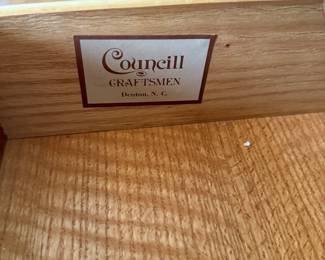 Councill
CRAFTSMEN
Denton, N. C.